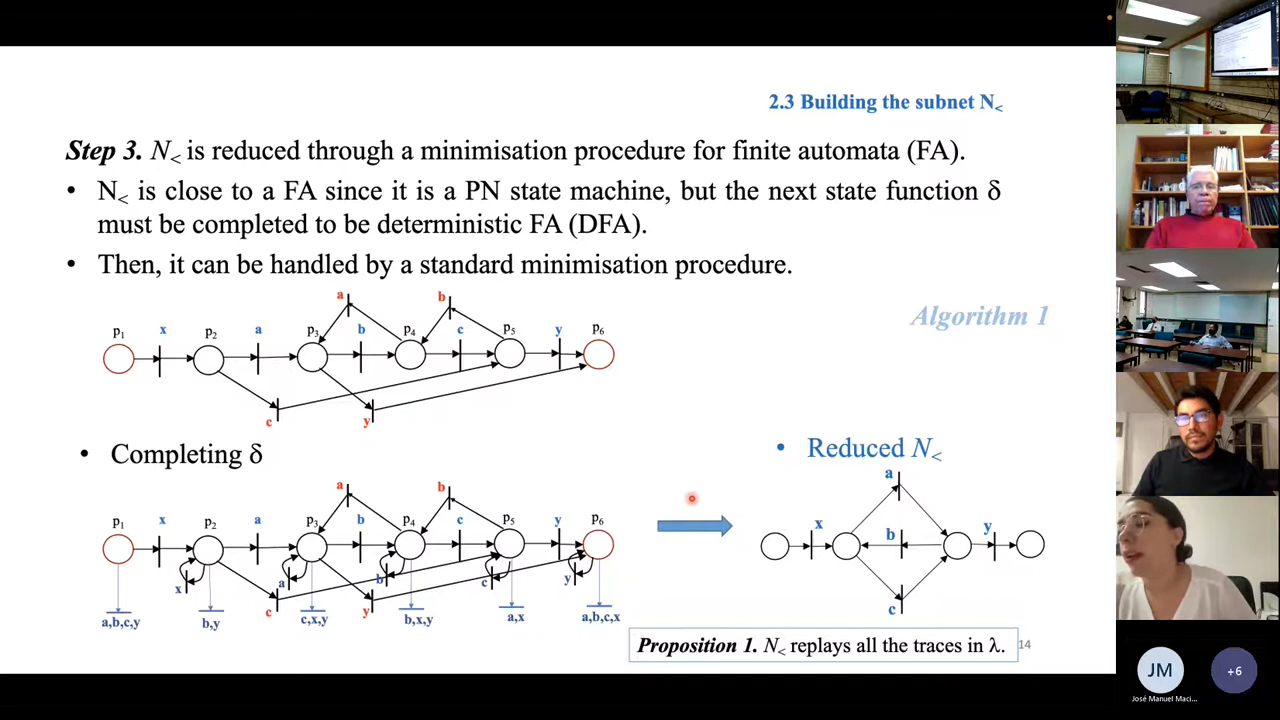 2.3 Building the subnet N<
Step 3. N< is reduced through a minimisation procedure for finite automata (FA).
• N< is close to a FA since it is a PN state machine, but the next state function δ
must be completed to be deterministic FA (DFA).
• Then, it can be handled by a standard minimisation procedure.
Algorithm 1
a b
p1 x p2 a p3 b p4 c p5 y p6
c y
• Completing δ
• Reduced N<
a b
p1 x p2 a p3 b p4 c p5 y p6
x a b c y
c y
a,b,c,y b,y c,x,y b,x,y a,x a,b,c,x
a
x b y
c
Proposition 1. N< replays all the traces in λ.
14
JM
José Manuel Maci...
+6